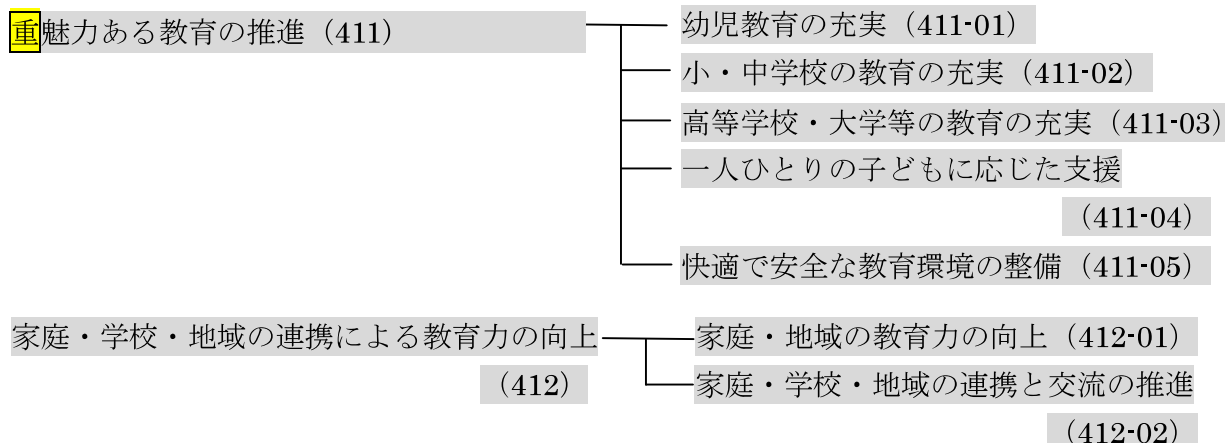 重魅力ある教育の推進（411）
幼児教育の充実（411-01）
小・中学校の教育の充実（411-02）
高等学校・大学等の教育の充実（411-03）
一人ひとりの子どもに応じた支援
（411-04）
快適で安全な教育環境の整備（411-05）
家庭・学校・地域の連携による教育力の向上
（412）
家庭・地域の教育力の向上（412-01）
家庭・学校・地域の連携と交流の推進
（412-02）